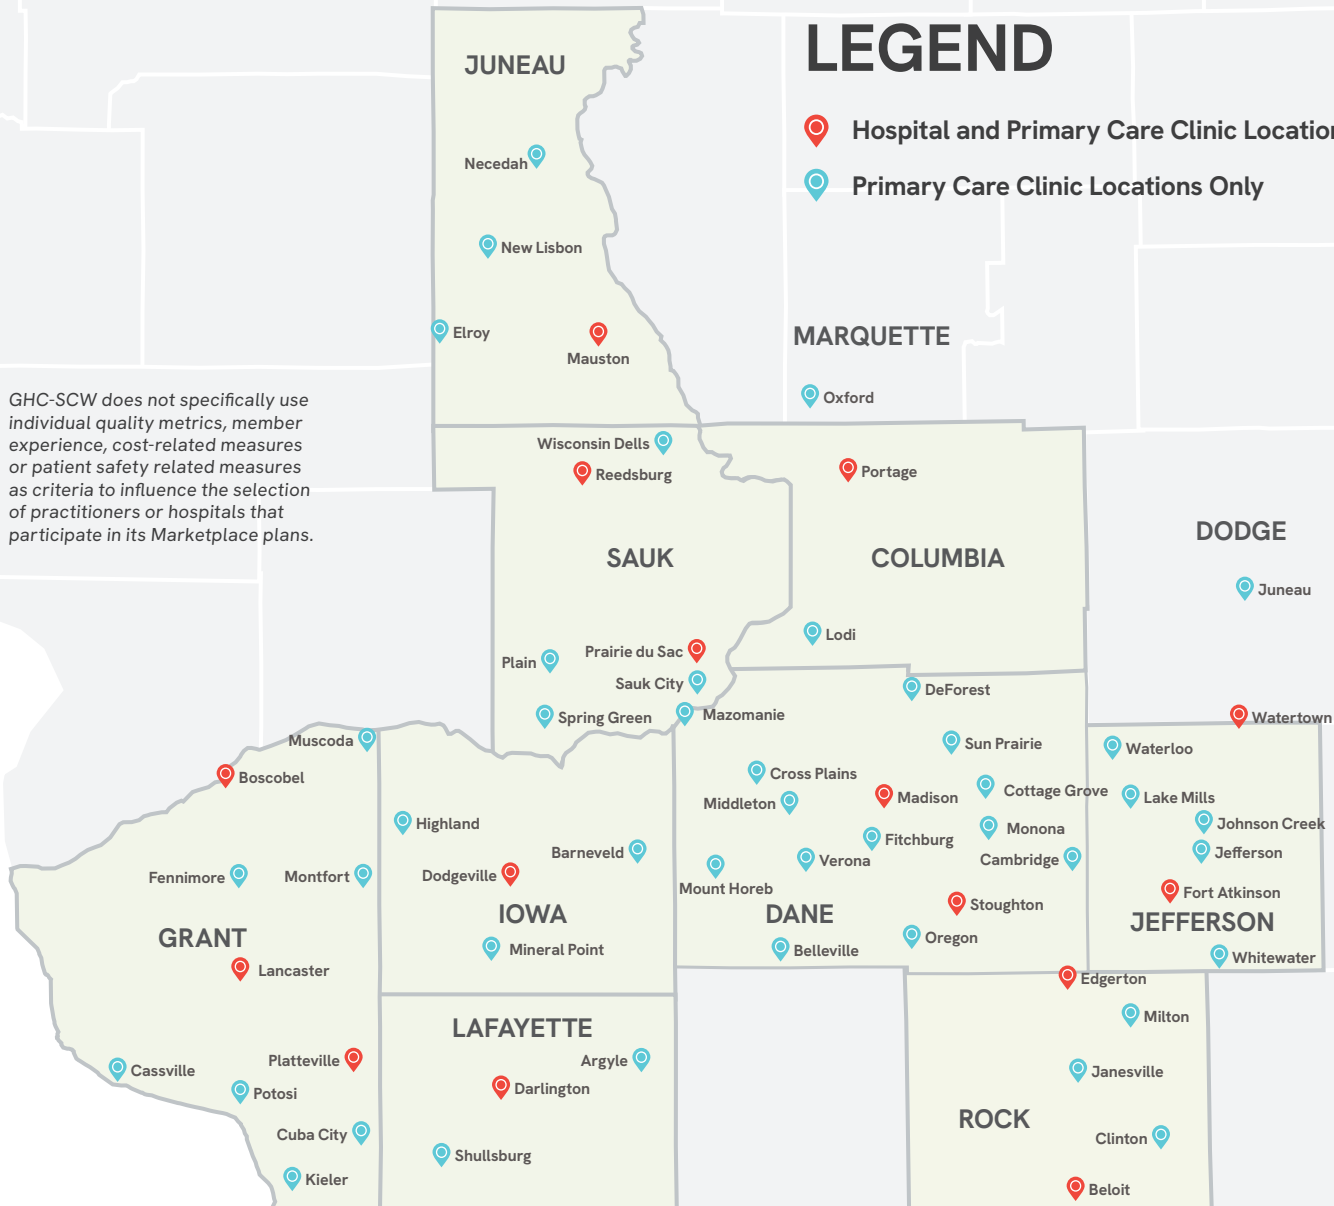 LEGEND
Hospital and Primary Care Clinic
Primary Care Clinic Locations Only
JUNEAU
Necedah
New Lisbon
Elroy
Mauston
MARQUETTE
Oxford
GHC-SCW does not specifically use
individual quality metrics, member
experience, cost-related measures
or patient safety related measures
as criteria to influence the selection
of practitioners or hospitals that
participate in its Marketplace plans.
Wisconsin Dells
Reedsburg
Portage
SAUK
COLUMBIA
DODGE
Juneau
Lodi
Plain
Prairie du Sac
Sauk City
Spring Green
Mazomanie
DeForest
Watertown
Muscoda
Boscobel
Sun Prairie
Waterloo
Cross Plains
Middleton
Madison
Cottage Grove
Lake Mills
Highland
Johnson Creek
Barneveld
Fitchburg
Monona
Verona
Cambridge
Jefferson
Fennimore
Montfort
Dodgeville
Mount Horeb
Fort Atkinson
Stoughton
IOWA
DANE
JEFFERSON
GRANT
Mineral Point
Belleville
Oregon
Whitewater
Lancaster
Edgerton
LAFAYETTE
Milton
Platteville
Argyle
Cassville
Janesville
Potosi
Darlington
ROCK
Cuba City
Clinton
Shullsburg
Kieler
Beloit